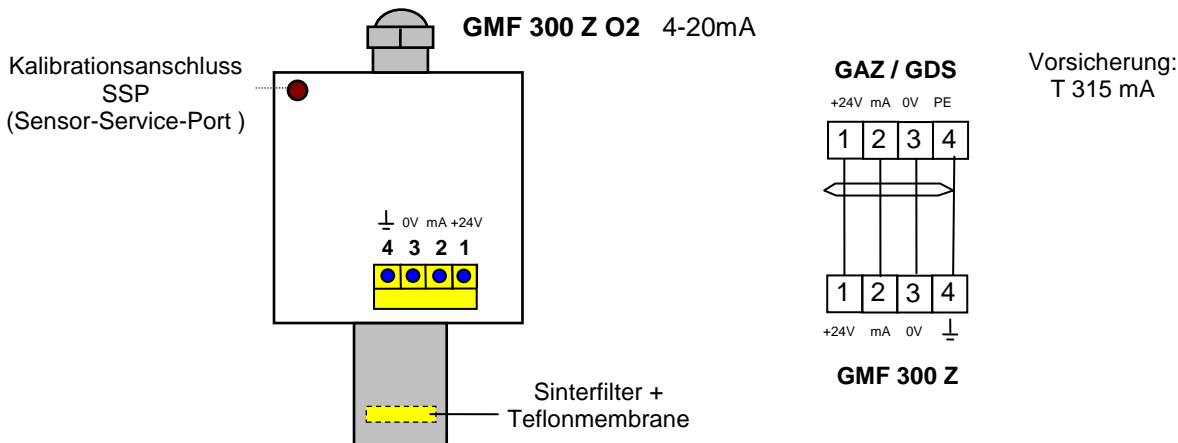 GMF 300 Z O2 4-20mA
Kalibrationsanschluss
SSP
(Sensor-Service-Port )
⏚ 0V mA +24V
4 3 2 1
Sinterfilter +
Teflonmembrane
GAZ / GDS
+24V mA 0V PE
1 2 3 4
1 2 3 4
+24V mA 0V ⏚
GMF 300 Z
Vorsicherung:
T 315 mA